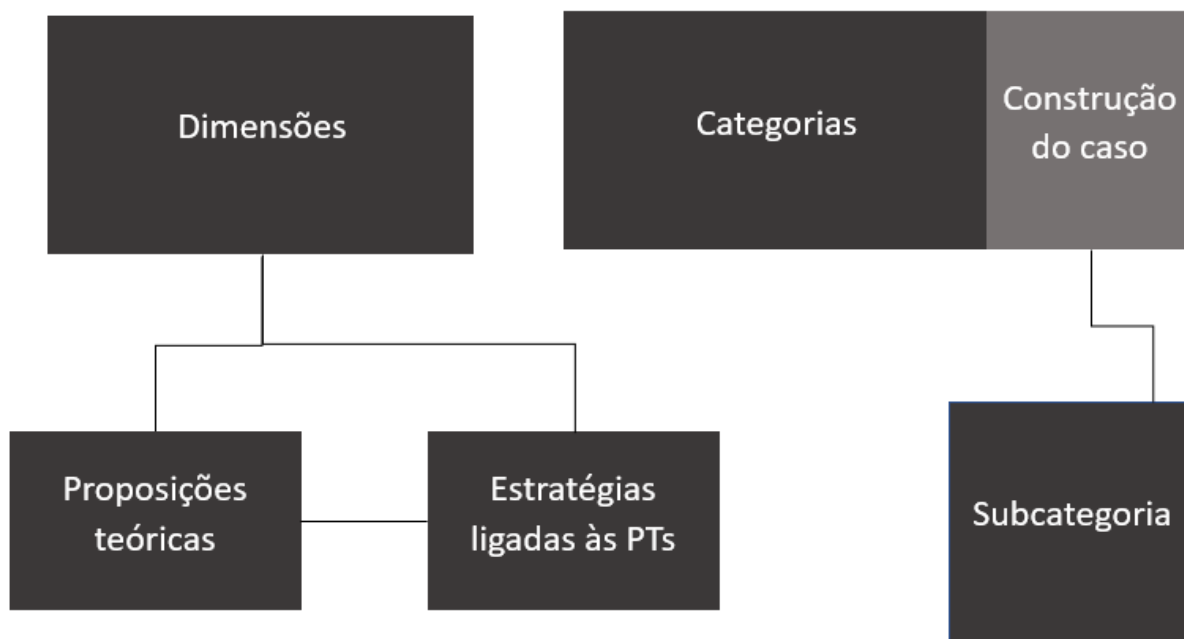 Dimensões
Categorias
Construção
do caso
Proposições
teóricas
Estratégias
ligadas às PTs
Subcategoria